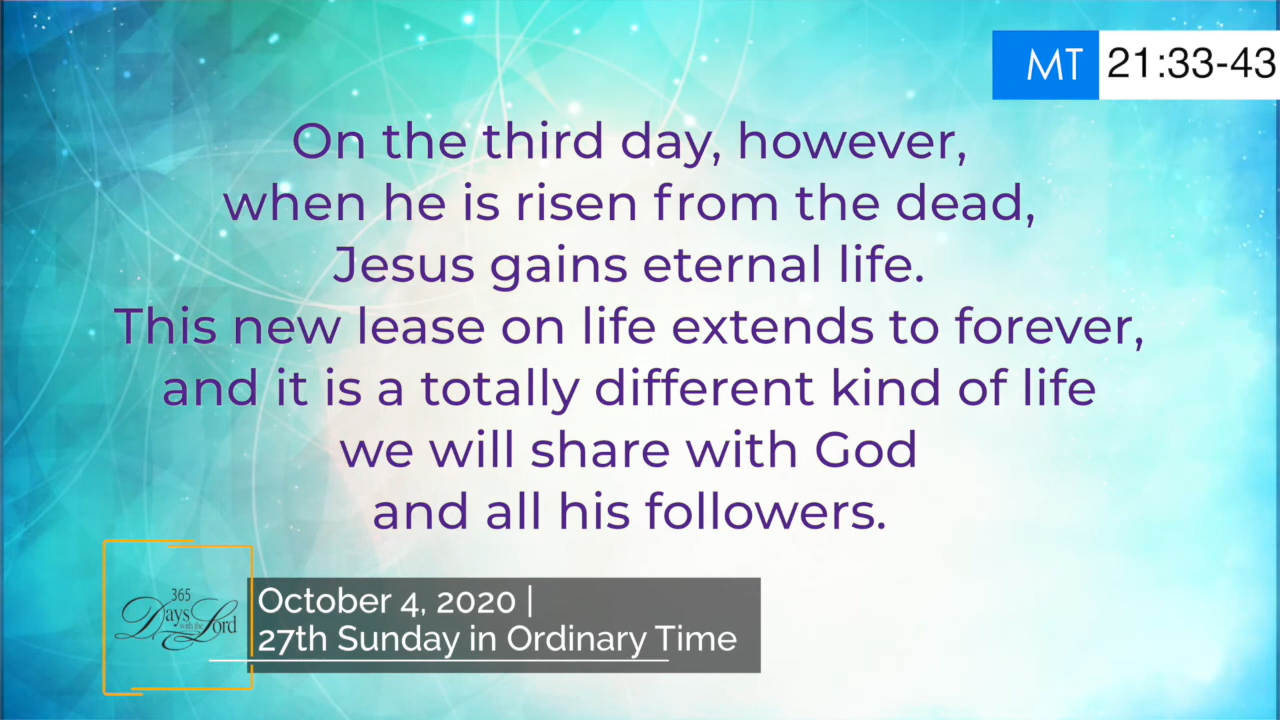 MT 21:33-43
On the third day, however,
when he is risen from the dead,
Jesus gains eternal life.
This new lease on life extends to forever,
and it is a totally different kind of life
we will share with God
and all his followers.
365
Days with the Lord
October 4, 2020 |
27th Sunday in Ordinary Time